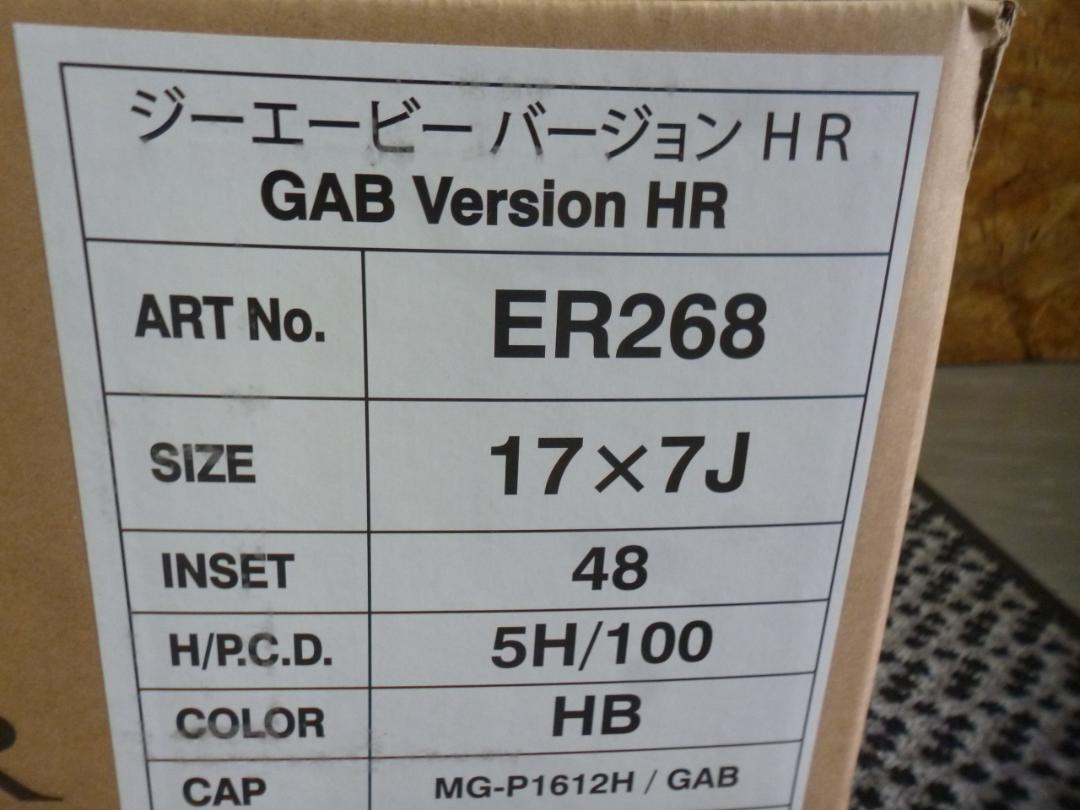 ジーエービー バージョン HR
GAB Version HR
ART No. ER268
SIZE 17×7J
INSET 48
H/P.C.D. 5H/100
COLOR HB
CAP MG-P1612H / GAB